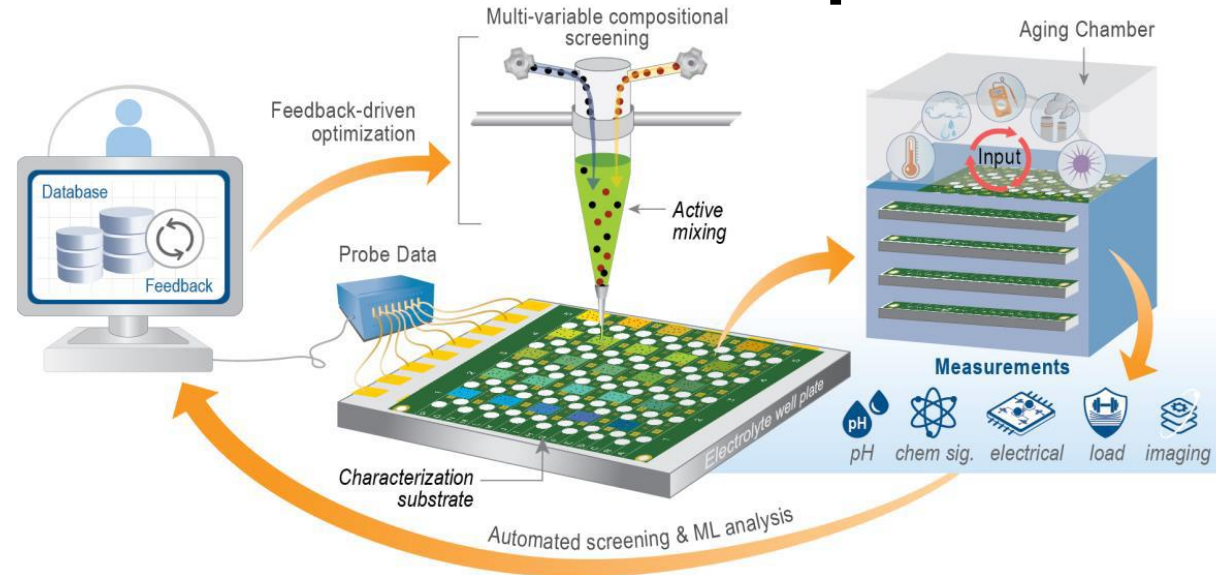 Multi-variable compositional
screening
Aging Chamber
Feedback-driven
optimization
Input
Database
Feedback
Active
mixing
Probe Data
Electrolyte well plate
Characterization
substrate
Measurements
pH
pH
chem sig.
electrical
load
imaging
Automated screening & ML analysis